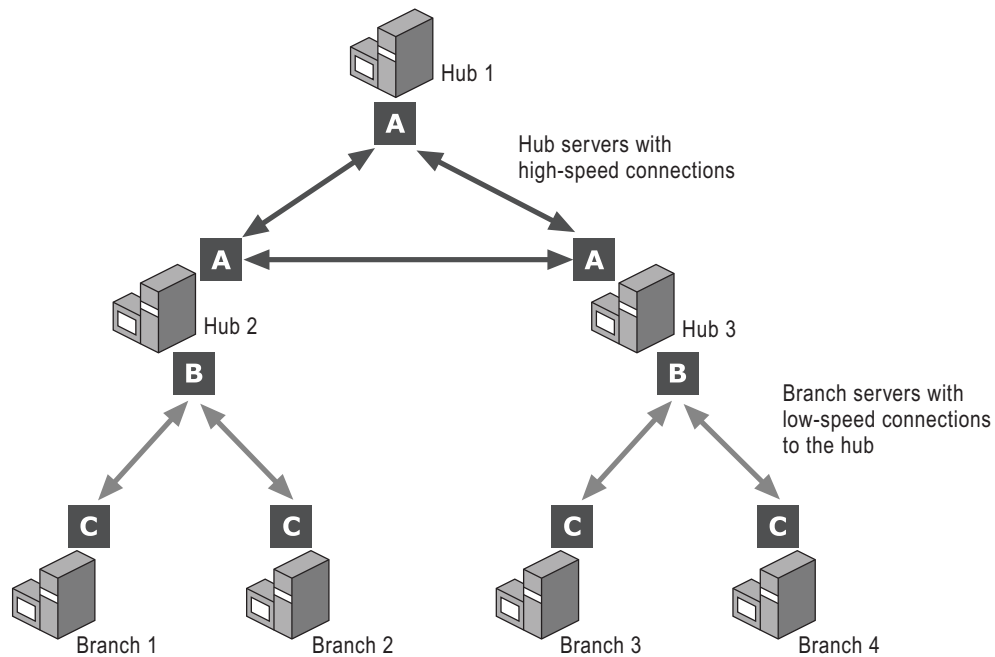 Hub 1
A
Hub servers with
high-speed connections
A
A
Hub 2
Hub 3
B
B
Branch servers with
low-speed connections
to the hub
C
C
C
C
Branch 1
Branch 2
Branch 3
Branch 4